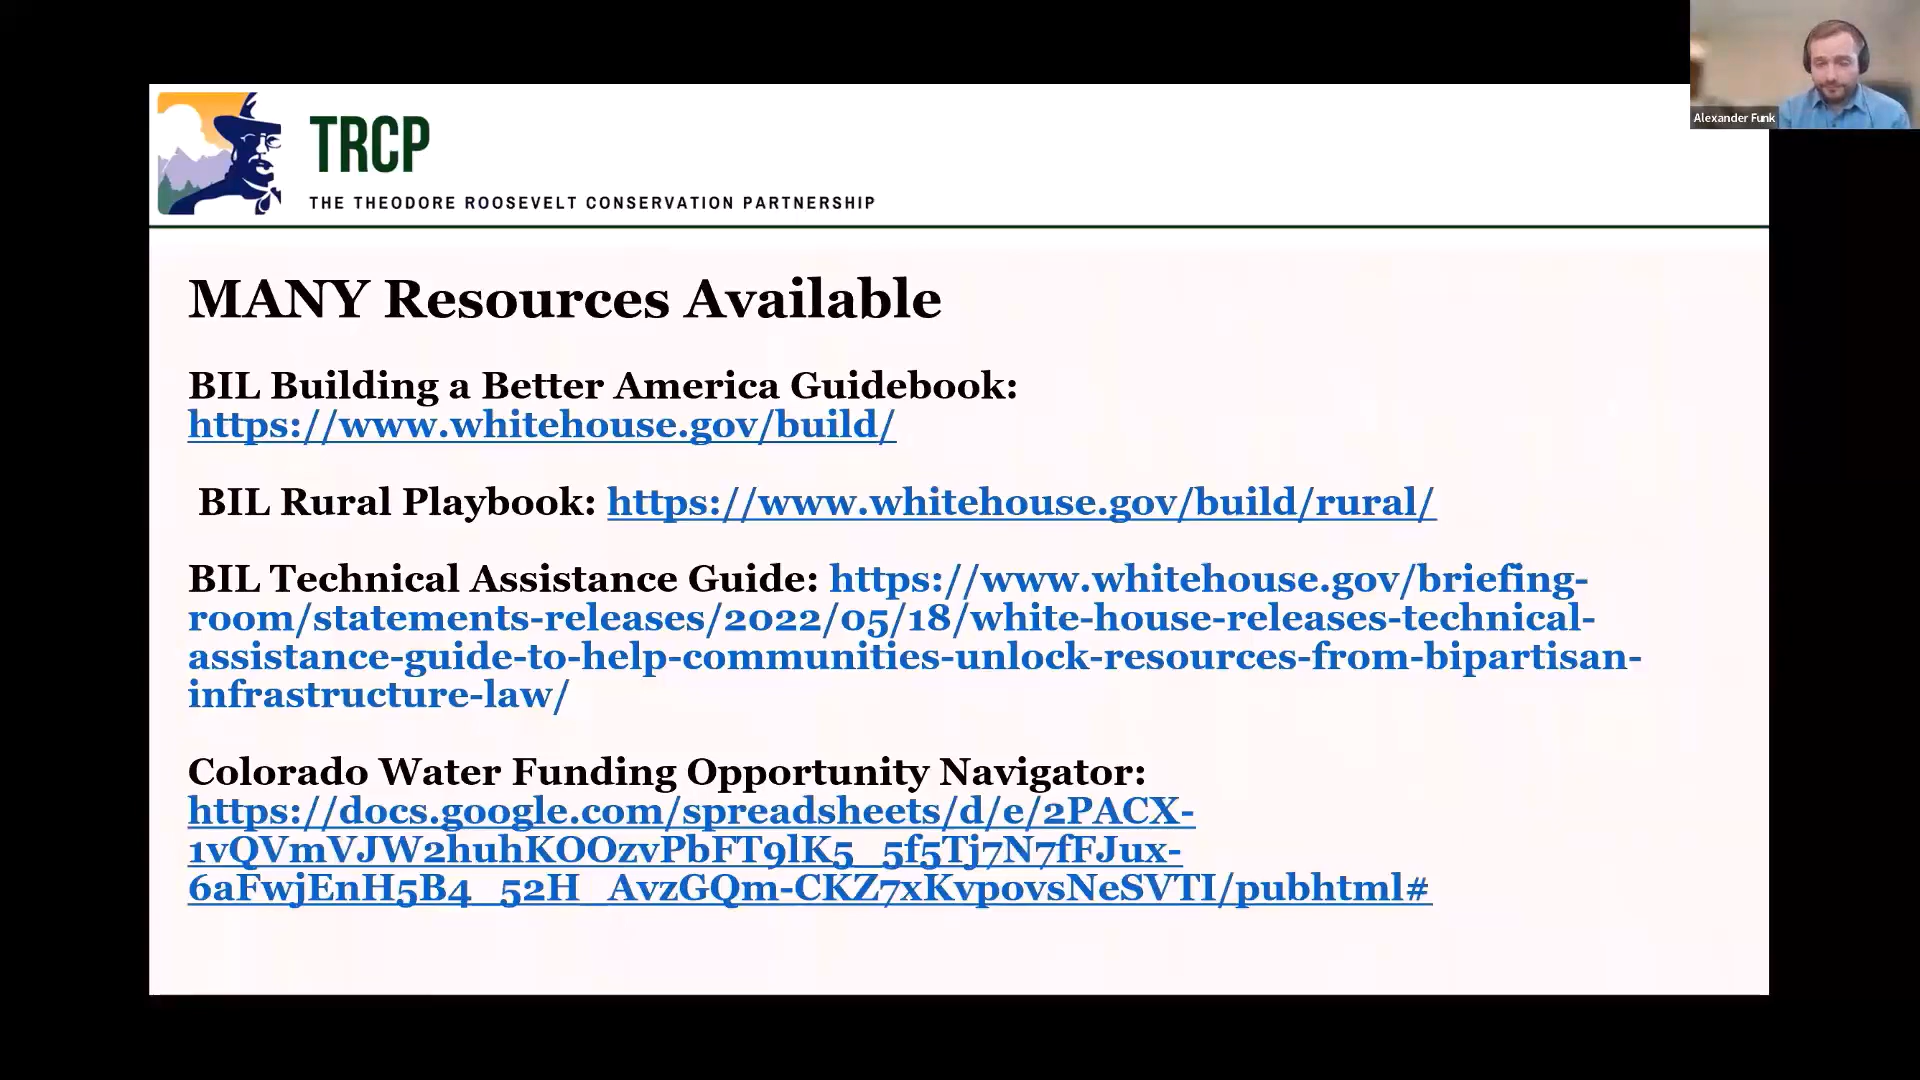 Alexander Funk
TRCP
THE THEODORE ROOSEVELT CONSERVATION PARTNERSHIP
MANY Resources Available
BIL Building a Better America Guidebook:
https://www.whitehouse.gov/build/
BIL Rural Playbook: https://www.whitehouse.gov/build/rural/
BIL Technical Assistance Guide: https://www.whitehouse.gov/briefing-
room/statements-releases/2022/05/18/white-house-releases-technical-
assistance-guide-to-help-communities-unlock-resources-from-bipartisan-
infrastructure-law/
Colorado Water Funding Opportunity Navigator:
https://docs.google.com/spreadsheets/d/e/2PACX-
1vQVmVJW2huhKOOzvPbFT9lK5_5f5Tj7N7fFJux-
6aFwjEnH5B4_52H_AvzGQm-CKZ7xKvpovsNeSVTI/pubhtml#